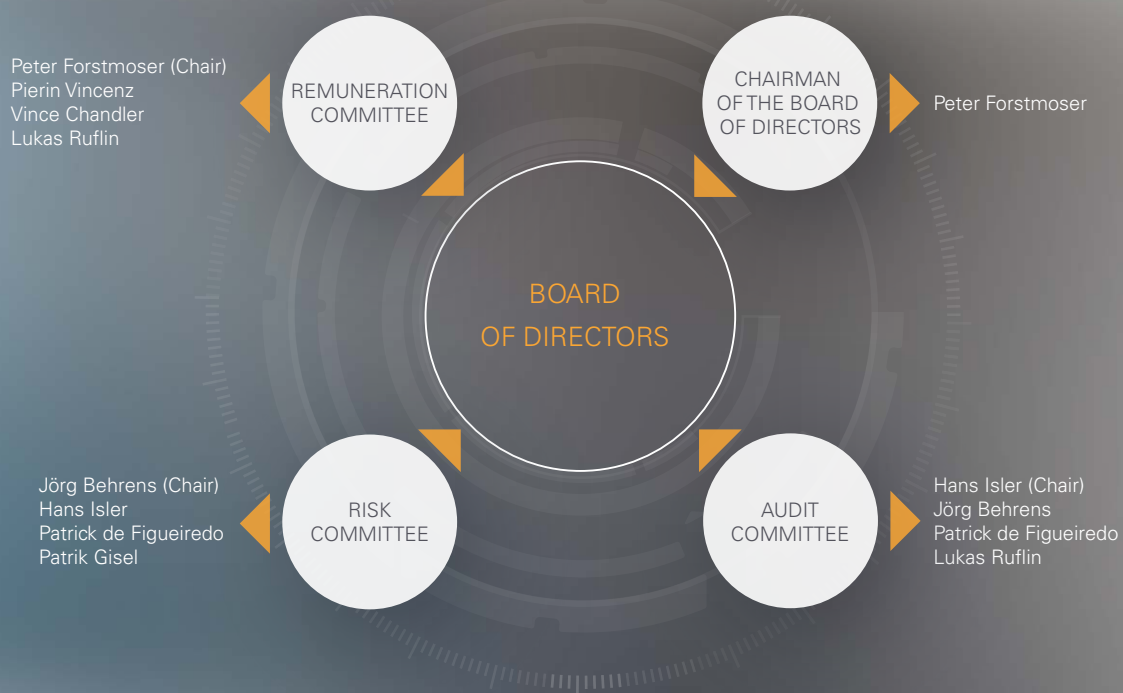 Peter Forstmoser (Chair)
Pierin Vincenz
Vince Chandler
Lukas Ruflin
REMUNERATION
COMMITTEE
CHAIRMAN
OF THE BOARD
OF DIRECTORS
Peter Forstmoser
BOARD
OF DIRECTORS
Jörg Behrens (Chair)
Hans Isler
Patrick de Figueiredo
Patrik Gisel
RISK
COMMITTEE
AUDIT
COMMITTEE
Hans Isler (Chair)
Jörg Behrens
Patrick de Figueiredo
Lukas Ruflin